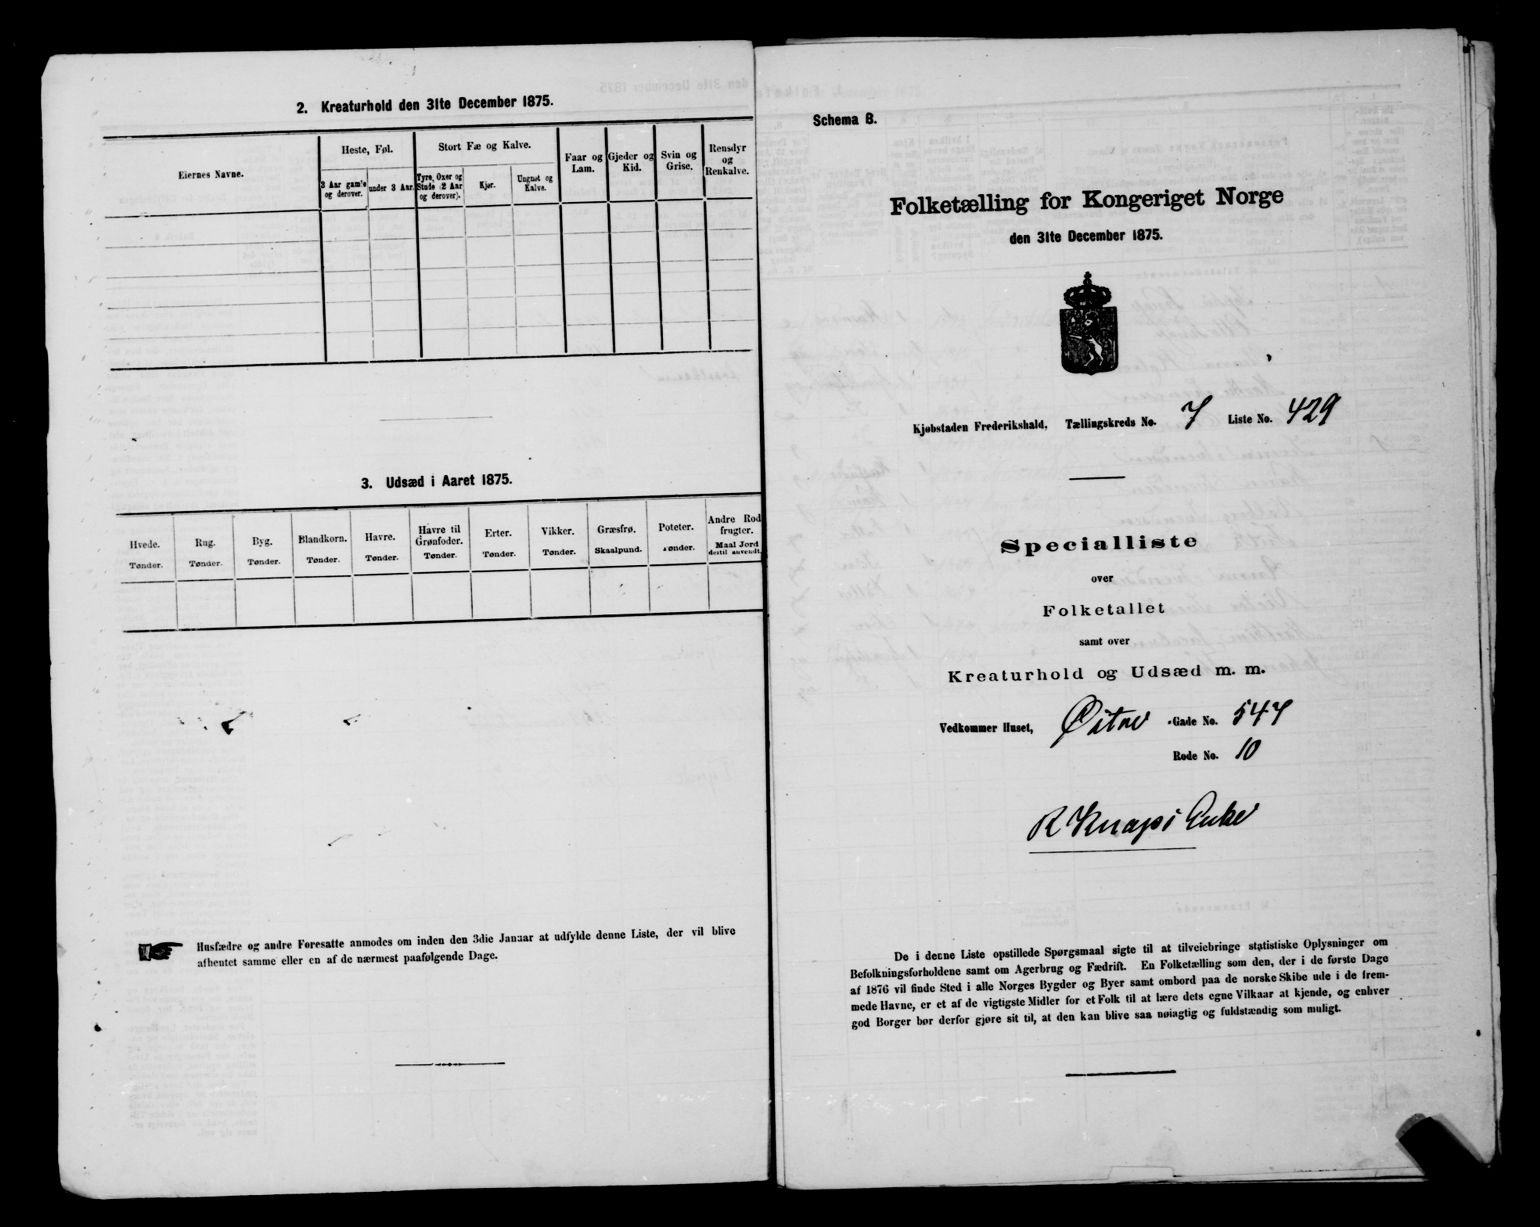 2. Kreaturhold den 31te December 1875.
Eiernes Navne.
Heste, Føl.
Stort Fæ og Kalve.
Faar og Lam.
Gjeder og Kid.
Svin og Grise.
Rensdyr og Renkalve.
3 Aar gamle og derover.
under 3 Aar.
Tyre, Oxer og Stude (2 Aar og derover).
Kjør.
Ungnøt og Kalve.
3. Udsæd i Aaret 1875.
Hvede. Tønder.
Rug. Tønder.
Byg. Tønder.
Blandkorn. Tønder.
Havre. Tønder.
Havre til Grønfoder. Tønder.
Erter. Tønder.
Vikker. Tønder.
Græsfrø. Skaalpund.
Poteter. Tønder.
Andre Rodfrugter. Maal Jord dertil anvendt.
Husfædre og andre Foresatte anmodes om inden den 3die Januar at udfylde denne Liste, der vil blive
afhentet samme eller en af de nærmest paafølgende Dage.
Schema B.
Folketælling for Kongeriget Norge
den 31te December 1875.
Kjøbstaden Frederikshald, Tællingskreds No. 7 Liste No. 429
Specialliste
over
Folketallet
samt over
Kreaturhold og Udsæd m. m.
Vedkommer Huset, Østre -Gade No. 547
Rode No. 10
R Knaps Enke
De i denne Liste opstillede Spørgsmaal sigte til at tilveiebringe statistiske Oplysninger om
Befolkningsforholdene samt om Agerbrug og Fædrift. En Folketælling som den, der i de første Dage
af 1876 vil finde Sted i alle Norges Bygder og Byer samt ombord paa de norske Skibe ude i de frem-
mede Havne, er et af de vigtigste Midler for et Folk til at lære dets egne Vilkaar at kjende, og enhver
god Borger bør derfor gjøre sit til, at den kan blive saa nøiagtig og fuldstændig som muligt.